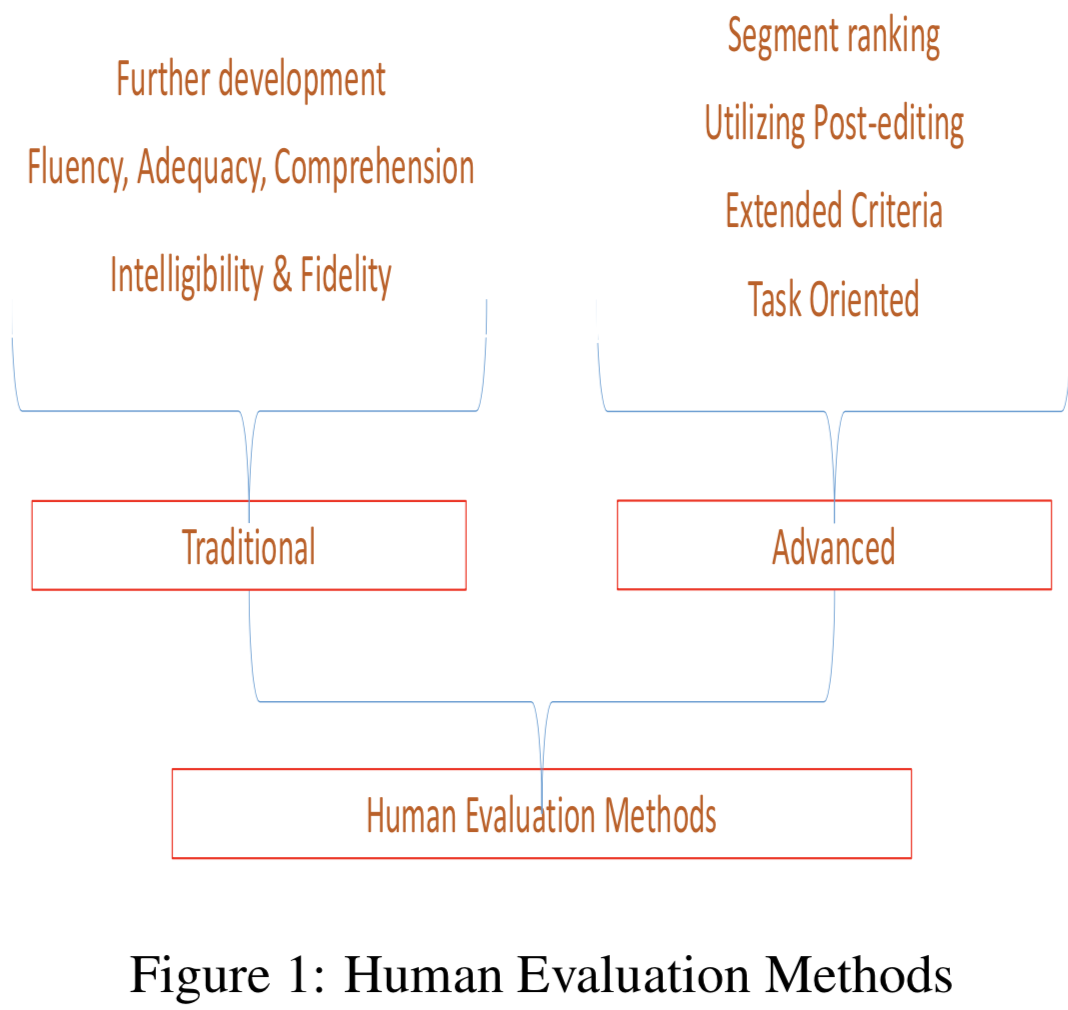 Further development
Fluency, Adequacy, Comprehension
Intelligibility & Fidelity
Segment ranking
Utilizing Post-editing
Extended Criteria
Task Oriented
Traditional
Advanced
Human Evaluation Methods
Figure 1: Human Evaluation Methods